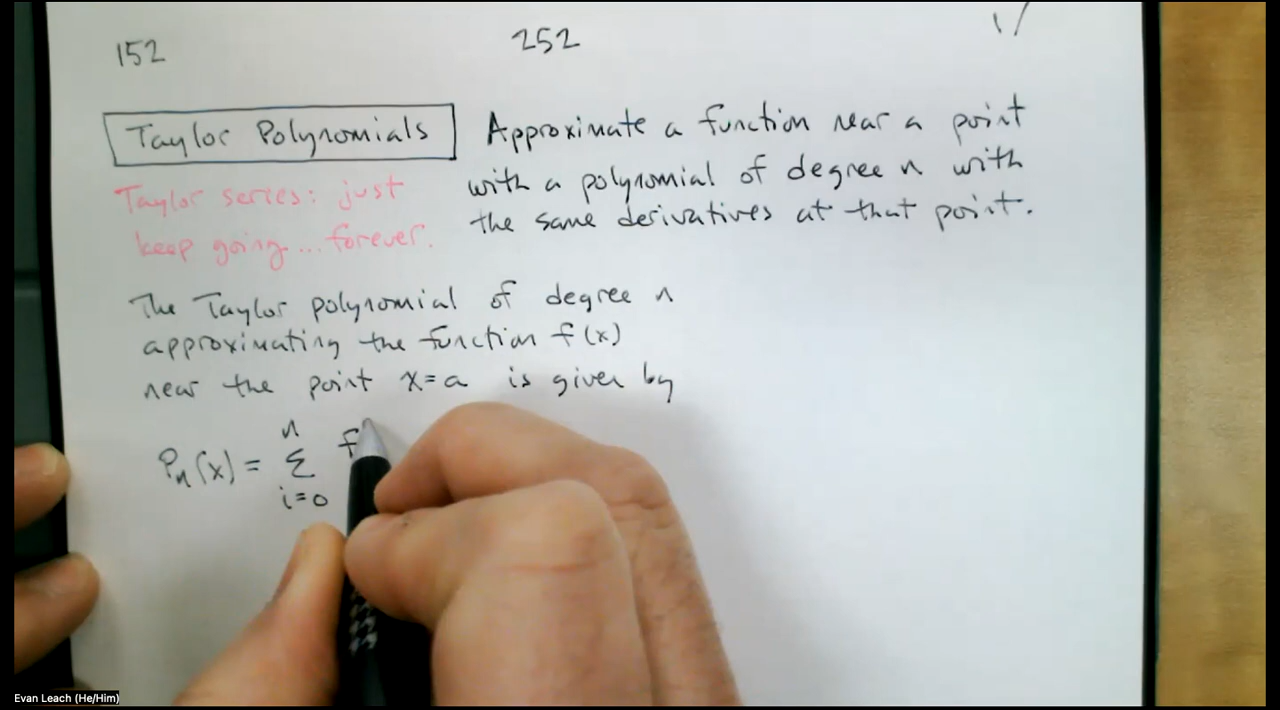 152
252
Taylor Polynomials
Taylor series: just
keep going...forever.
Approximate a function near a point
with a polynomial of degree n with
the same derivatives at that point.
The Taylor polynomial of degree n
approximating the function f(x)
near the point x=a is given by
n
Pn(x) = Σ f
i=0
Evan Leach (He/Him)